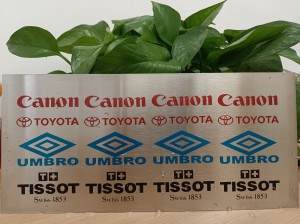 Canon Canon Canon Canon
TOYOTA TOYOTA TOYOTA TOYOTA
UMBRO UMBRO UMBRO UMBRO
T+ T+ T+ T+
TISSOT TISSOT TISSOT TISSOT
Swiss 1853 Swiss 1853 Swiss 1853 Swiss 1853